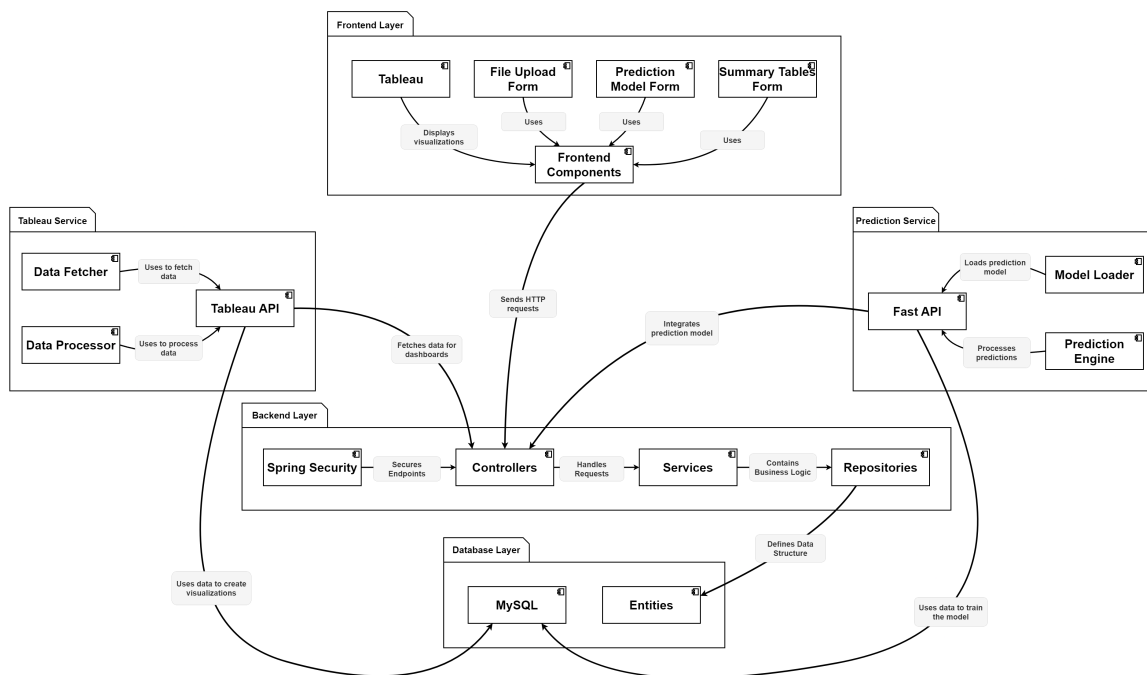 Frontend Layer
Tableau
File Upload
Form
Prediction
Model Form
Summary Tables
Form
Displays
visualizations
Uses
Uses
Uses
Frontend
Components
Tableau Service
Data Fetcher
Uses to fetch
data
Tableau API
Data Processor
Uses to process
data
Prediction Service
Loads prediction
model
Model Loader
Fast API
Processes
predictions
Prediction
Engine
Sends HTTP
requests
Integrates
prediction model
Fetches data for
dashboards
Backend Layer
Spring Security
Secures
Endpoints
Controllers
Handles
Requests
Services
Contains
Business Logic
Repositories
Defines Data
Structure
Database Layer
MySQL
Entities
Uses data to create
visualizations
Uses data to train
the model